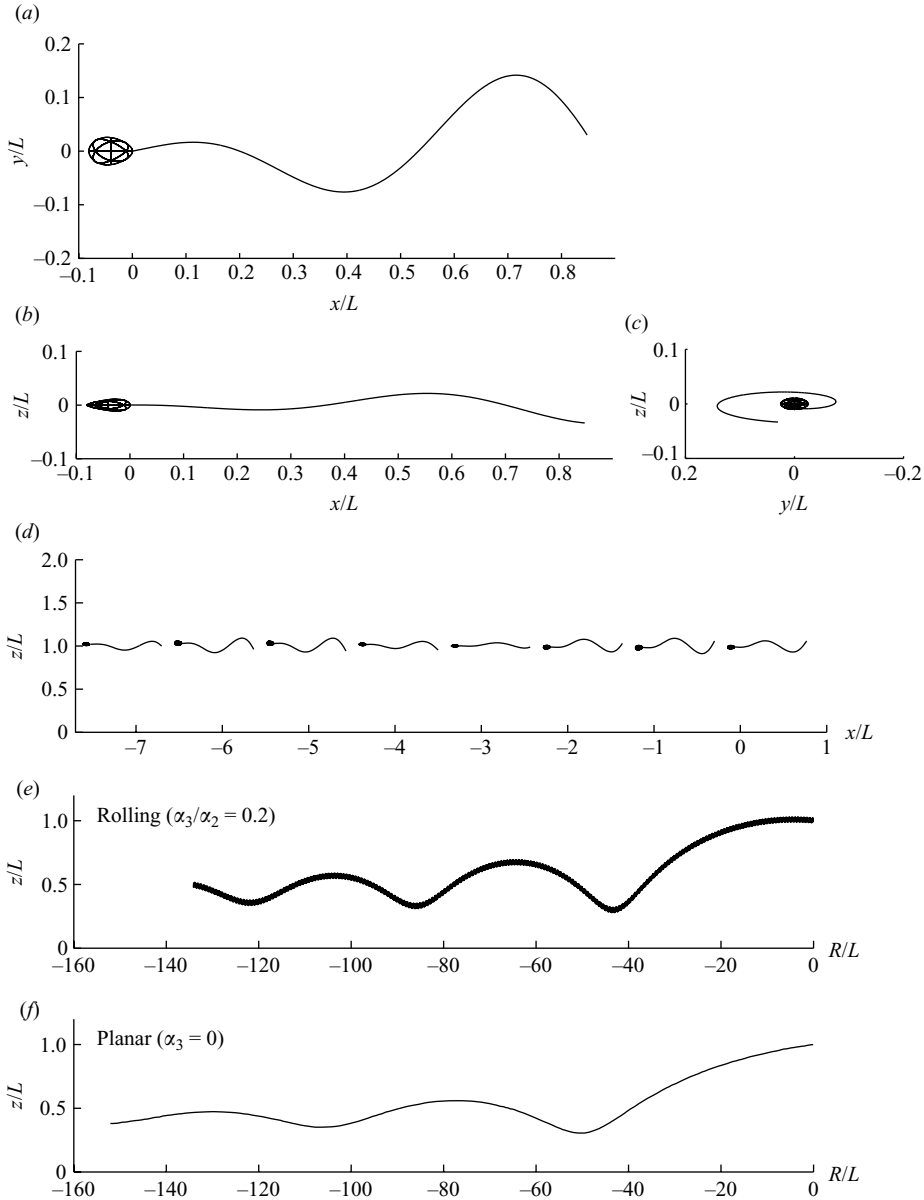 (a)
0.2
0.1
0
–0.1
–0.2
y/L
–0.1 0 0.1 0.2 0.3 0.4 0.5 0.6 0.7 0.8
x/L
(b)
0.1
0
–0.1
z/L
–0.1 0 0.1 0.2 0.3 0.4 0.5 0.6 0.7 0.8
x/L
(c)
0.1
0
–0.1
z/L
0.2 0 –0.2
y/L
(d)
2.0
1.5
1.0
0.5
0
z/L
–7 –6 –5 –4 –3 –2 –1 0 1 x/L
(e)
Rolling (α3/α2 = 0.2)
1.0
0.5
0
z/L
–160 –140 –120 –100 –80 –60 –40 –20 0 R/L
(f)
Planar (α3 = 0)
1.0
0.5
0
z/L
–160 –140 –120 –100 –80 –60 –40 –20 0 R/L